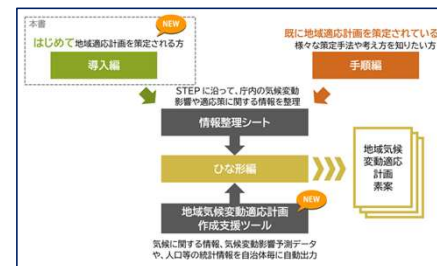 本書
NEW
はじめて地域適応計画を策定される方
既に地域適応計画を策定されている
様々な策定手法や考え方を知りたい方
導入編
手順編
STEPに沿って、庁内の気候変動
影響や適応策に関する情報を整理
情報整理シート
ひな形編
地域気候
変動適応
計画
素案
NEW
地域気候変動適応計画
作成支援ツール
気候に関する情報、気候変動影響予測データ
や、人口等の統計情報を自治体毎に自動出力